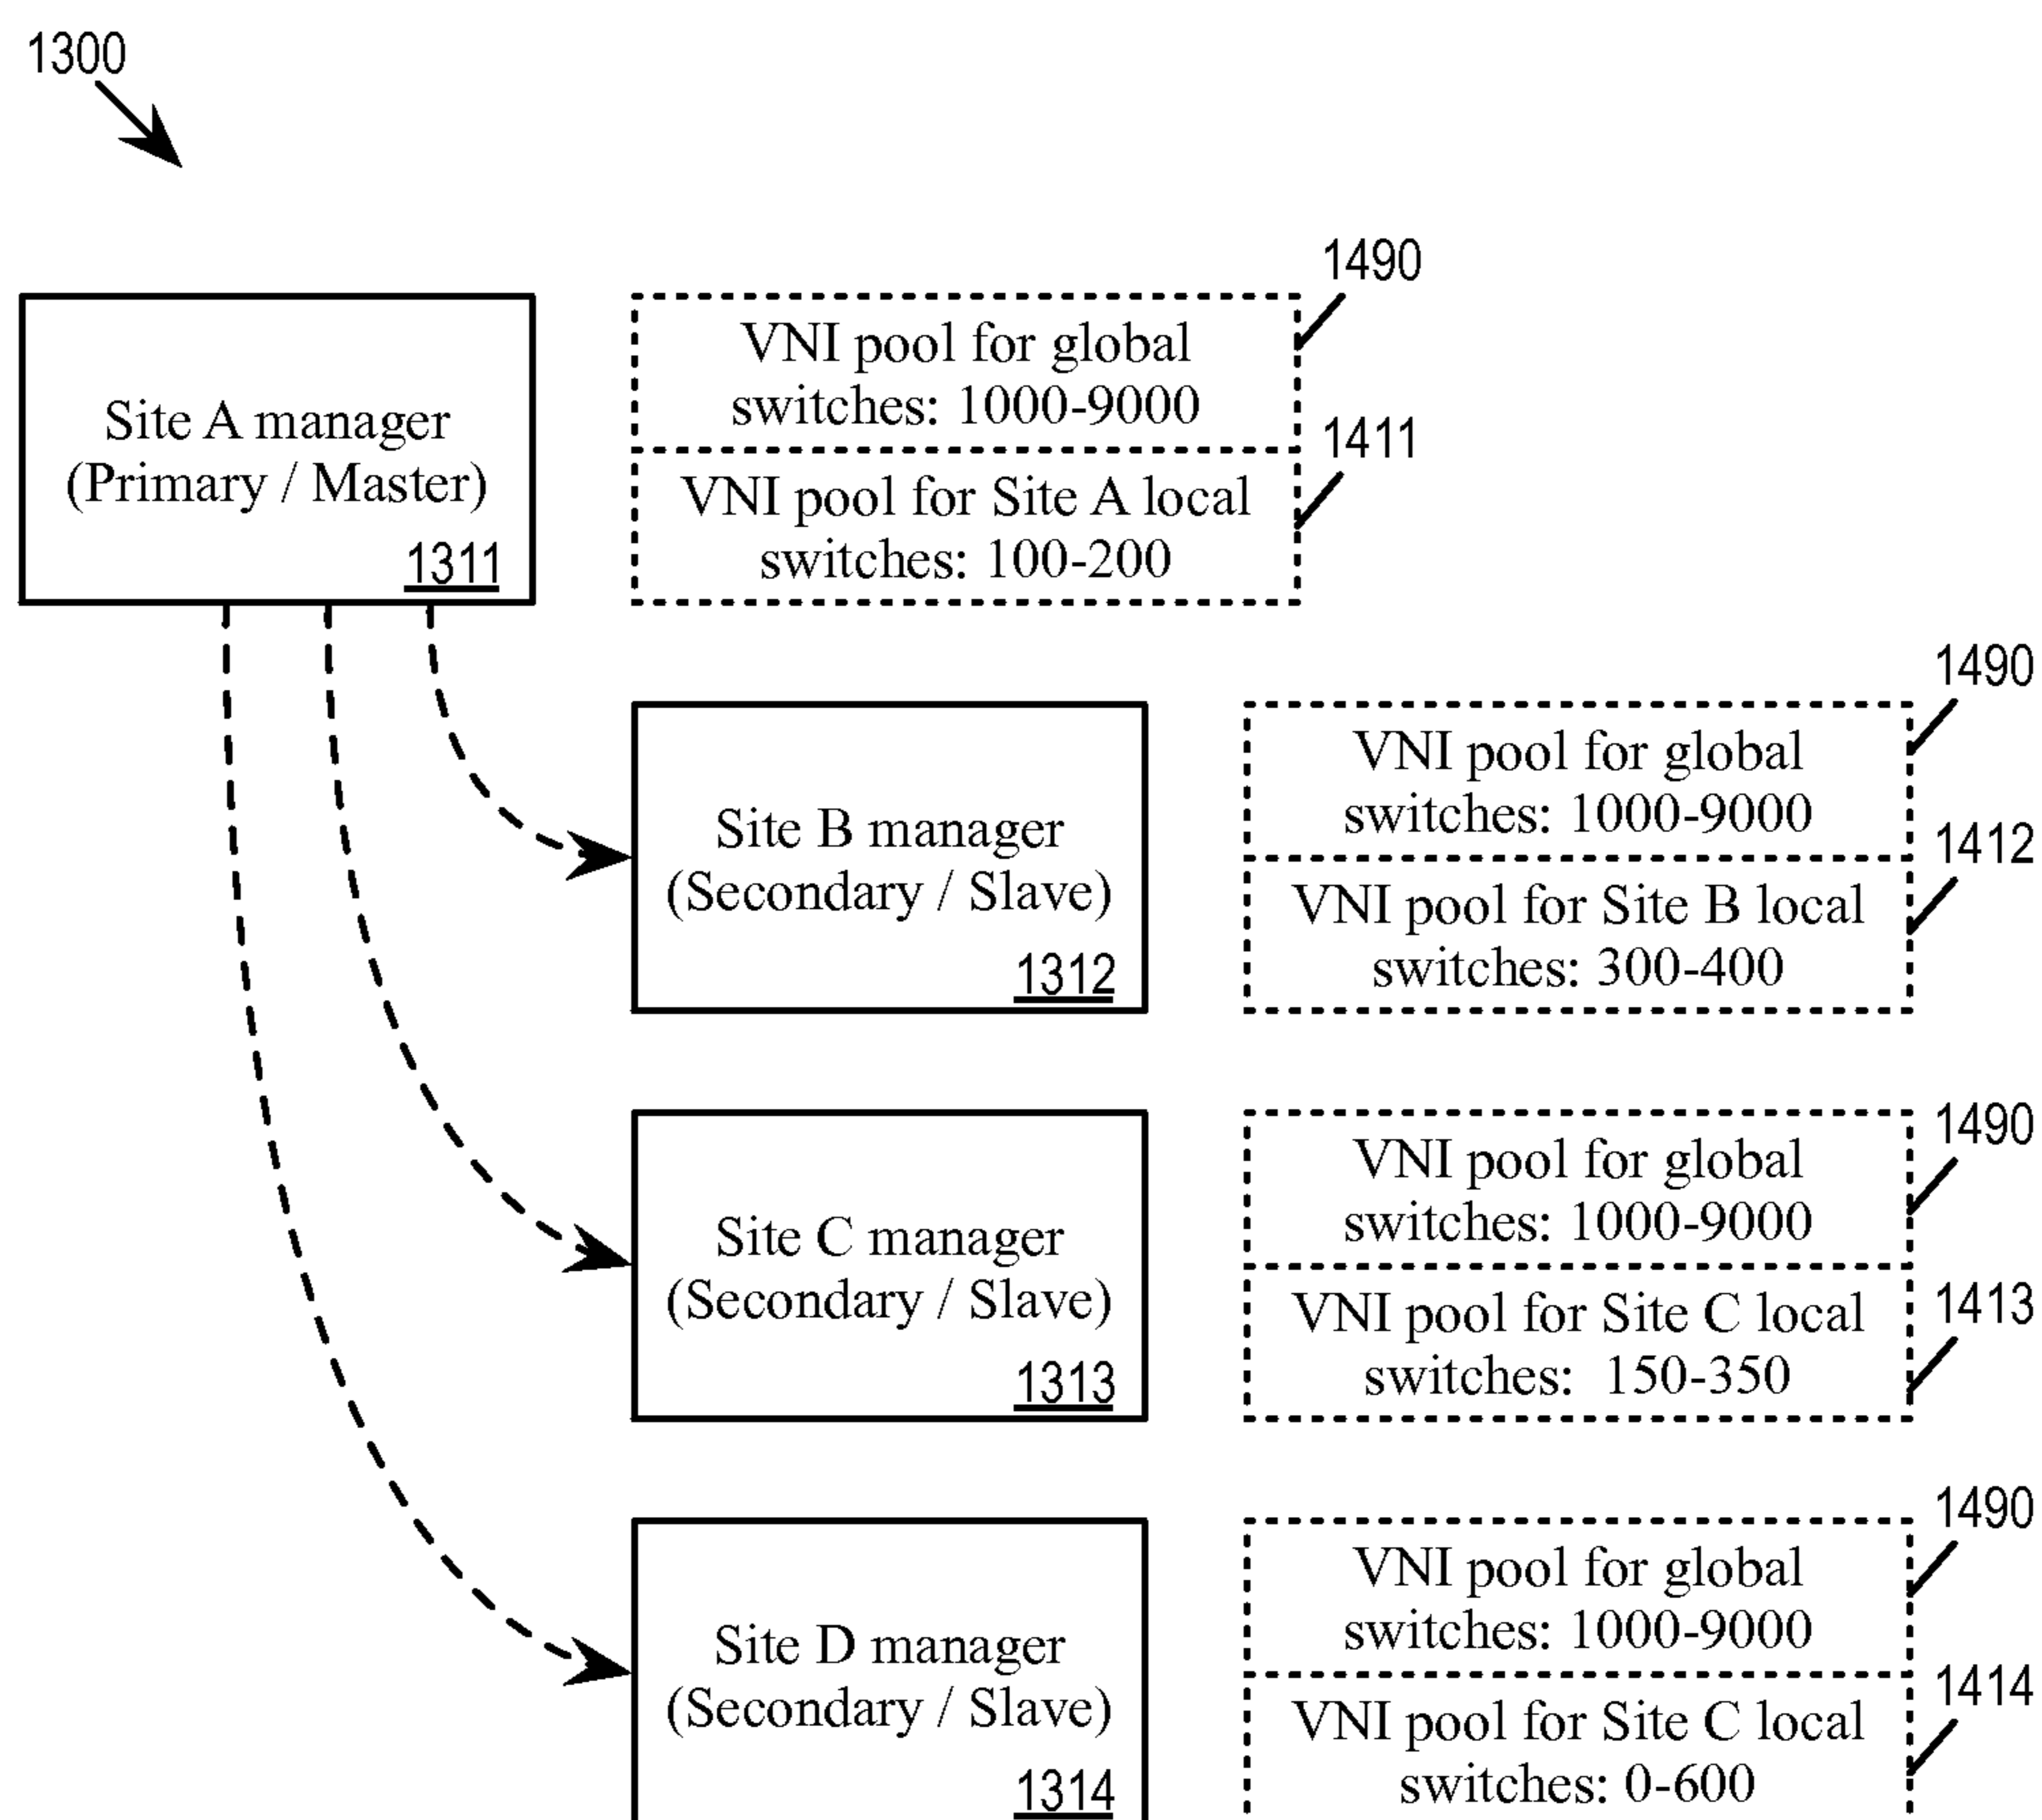 1300
1490
VNI pool for global
switches: 1000-9000
1411
Site A manager
(Primary / Master)
1311
VNI pool for Site A local
switches: 100-200
1490
VNI pool for global
switches: 1000-9000
1412
Site B manager
(Secondary / Slave)
1312
VNI pool for Site B local
switches: 300-400
1490
VNI pool for global
switches: 1000-9000
1413
Site C manager
(Secondary / Slave)
1313
VNI pool for Site C local
switches: 150-350
1490
VNI pool for global
switches: 1000-9000
1414
Site D manager
(Secondary / Slave)
1314
VNI pool for Site C local
switches: 0-600